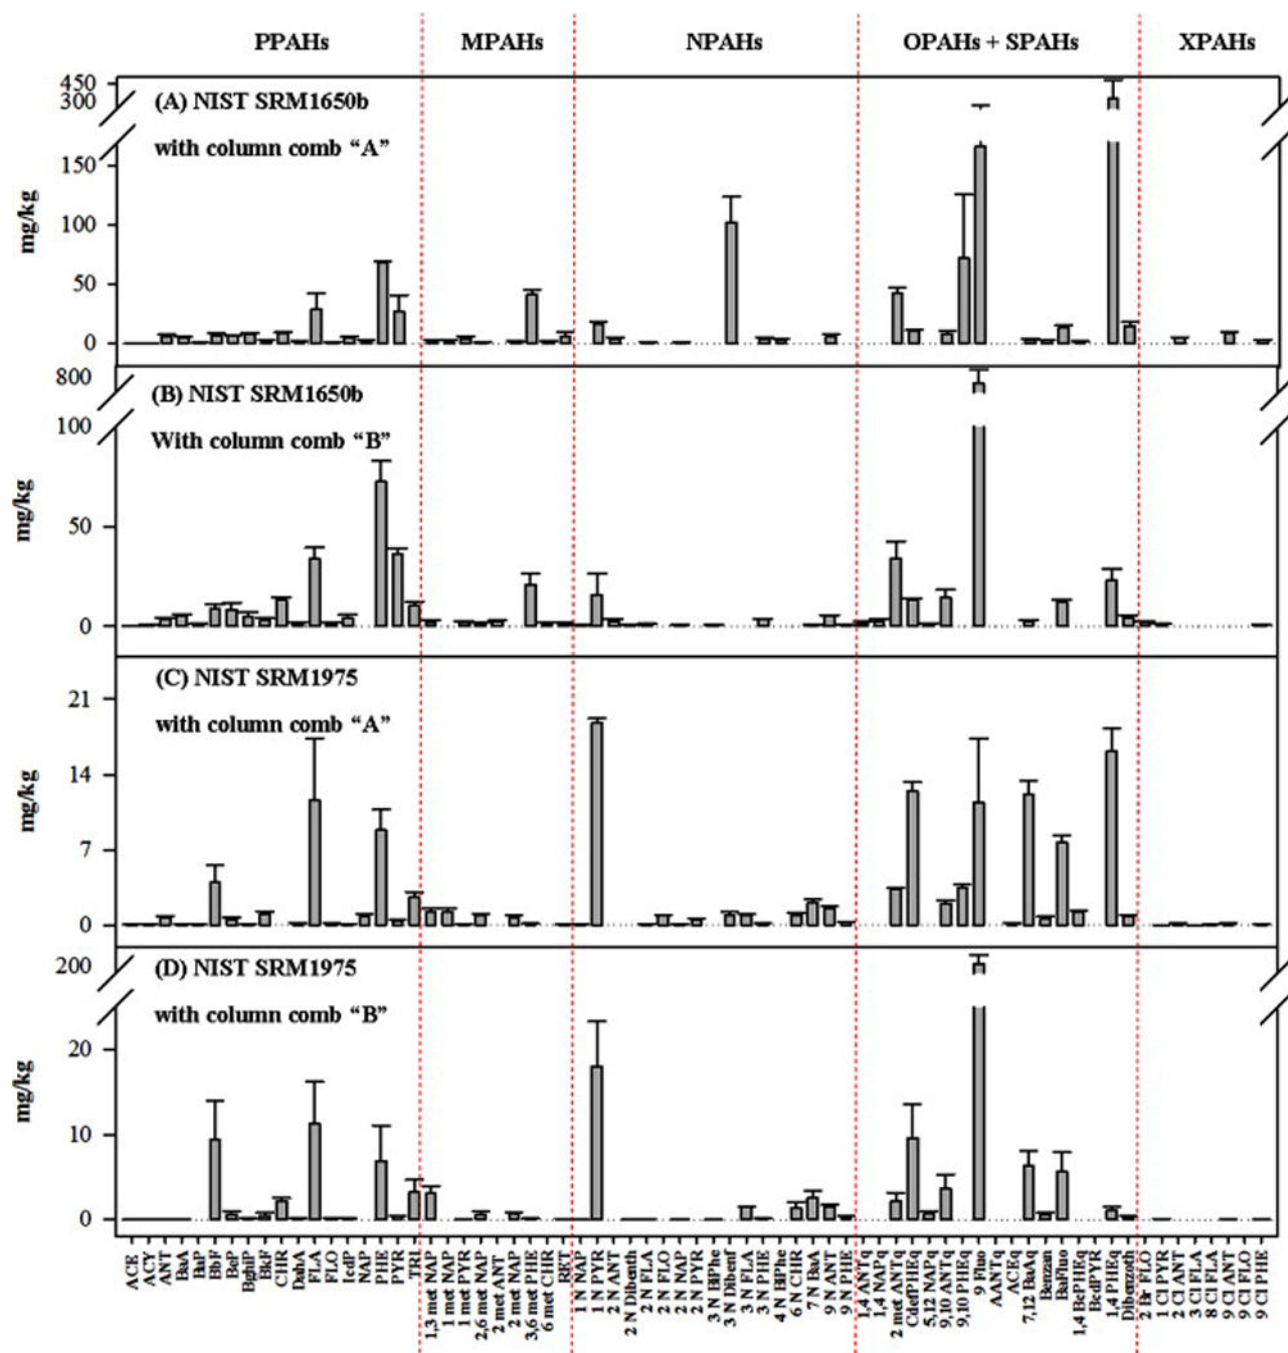 PPAHs MPAHs NPAHs OPAHs + SPAHs XPAHs
450
300
(A) NIST SRM1650b
with column comb “A”
150
100
50
0
mg/kg
800
(B) NIST SRM1650b
100
With column comb “B”
50
0
mg/kg
(C) NIST SRM1975
21
with column comb “A”
14
7
0
mg/kg
200
(D) NIST SRM1975
with column comb “B”
20
10
0
mg/kg
ACE
ACY
ANT
BaA
BaP
BbF
BeP
BghiP
BkF
CHR
DahA
FLA
FLO
IcdP
NAP
PHE
PYR
TRI
1,3 met NAP
1 met NAP
1 met PYR
2,6 met NAP
2 met ANT
2 met NAP
3,6 met PHE
6 met CHR
RET
1 N NAP
1 N PYR
2 N ANT
2 N Dibenth
2 N FLA
2 N FLO
2 N NAP
2 N PYR
3 N BiPhe
3 N Dibenf
3 N FLA
3 N PHE
4 N BiPhe
6 N CHR
7 N BaA
9 N ANT
9 N PHE
1,4 ANTq
1,4 NAPq
2 met ANTq
CdefPHEq
5,12 NAPq
9,10 ANTq
9,10 PHEq
9 Fluo
AANTq
ACEq
7,12 BaAq
Benzan
BaFluo
1,4 BcPHEq
BcdPYR
1,4 PHEq
Dibenzoth
2 Br FLO
1 Cl PYR
2 Cl ANT
3 Cl FLA
8 Cl FLA
9 Cl ANT
9 Cl FLO
9 Cl PHE